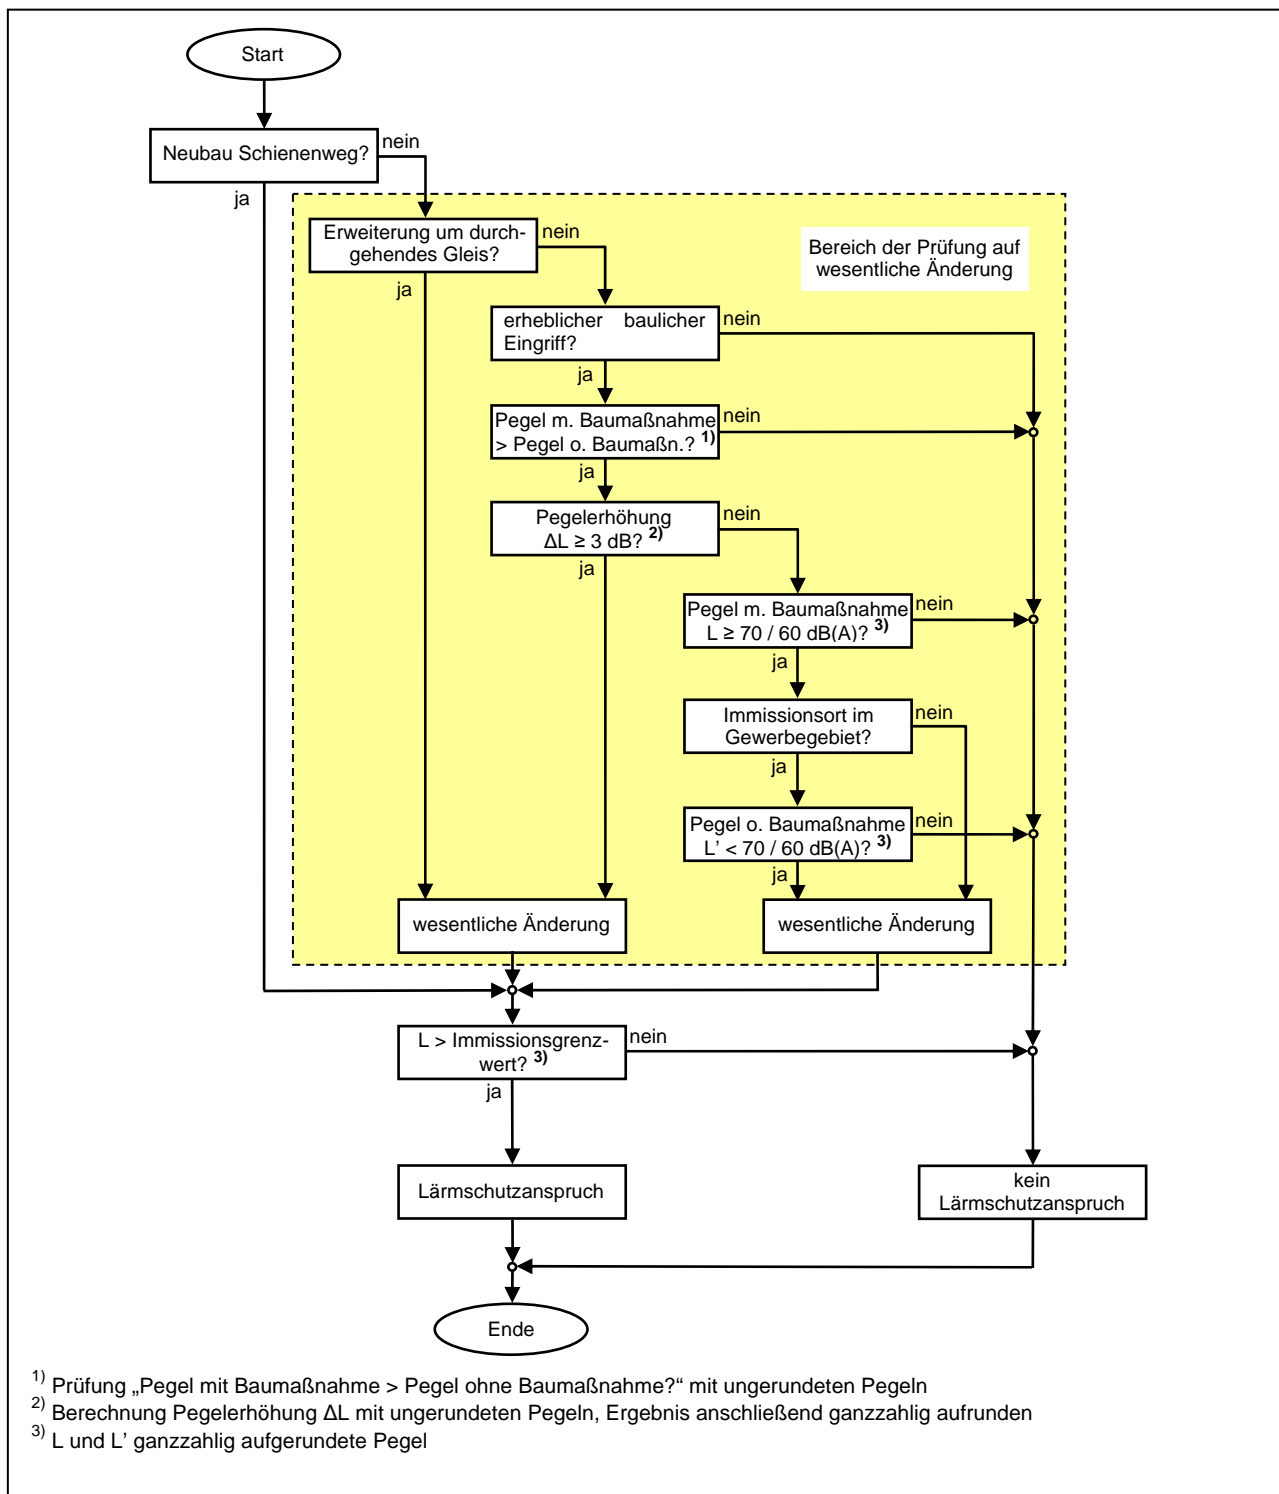 Start
Neubau Schienenweg?
nein
ja
Erweiterung um durch-
gehendes Gleis?
nein
ja
Bereich der Prüfung auf
wesentliche Änderung
erheblicher baulicher
Eingriff?
nein
ja
Pegel m. Baumaßnahme
> Pegel o. Baumaßn.? 1)
nein
ja
Pegelerhöhung
ΔL ≥ 3 dB? 2)
nein
ja
Pegel m. Baumaßnahme
L ≥ 70 / 60 dB(A)? 3)
nein
ja
Immissionsort im
Gewerbegebiet?
nein
ja
Pegel o. Baumaßnahme
L' < 70 / 60 dB(A)? 3)
nein
ja
wesentliche Änderung
wesentliche Änderung
L > Immissionsgrenz-
wert? 3)
nein
ja
Lärmschutzanspruch
kein
Lärmschutzanspruch
Ende
1) Prüfung „Pegel mit Baumaßnahme > Pegel ohne Baumaßnahme?“ mit ungerundeten Pegeln
2) Berechnung Pegelerhöhung ΔL mit ungerundeten Pegeln, Ergebnis anschließend ganzzahlig aufrunden
3) L und L' ganzzahlig aufgerundete Pegel